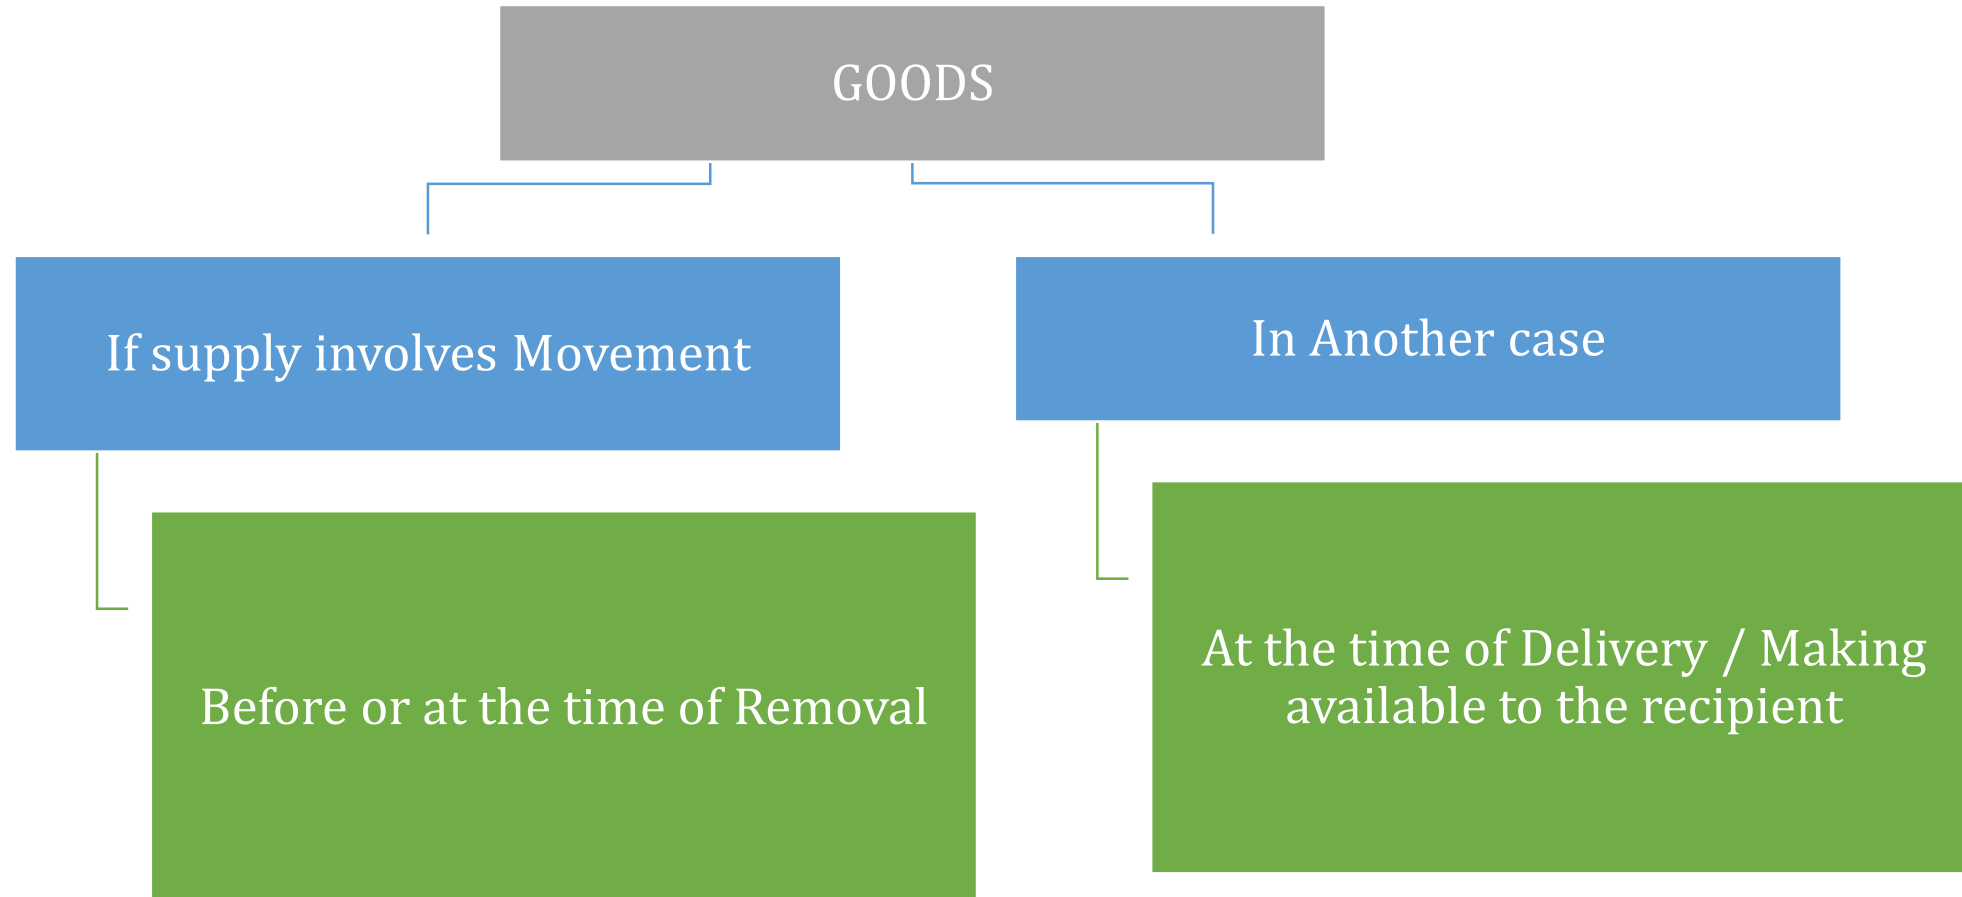 GOODS
If supply involves Movement
In Another case
Before or at the time of Removal
At the time of Delivery / Making
available to the recipient